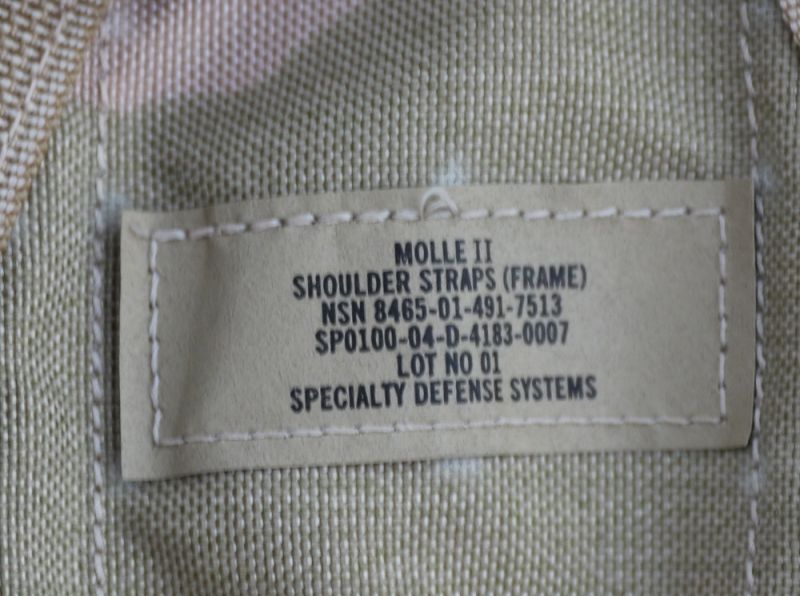 MOLLE II
SHOULDER STRAPS (FRAME)
NSN 8465-01-491-7513
SP0100-04-D-4183-0007
LOT NO 01
SPECIALTY DEFENSE SYSTEMS